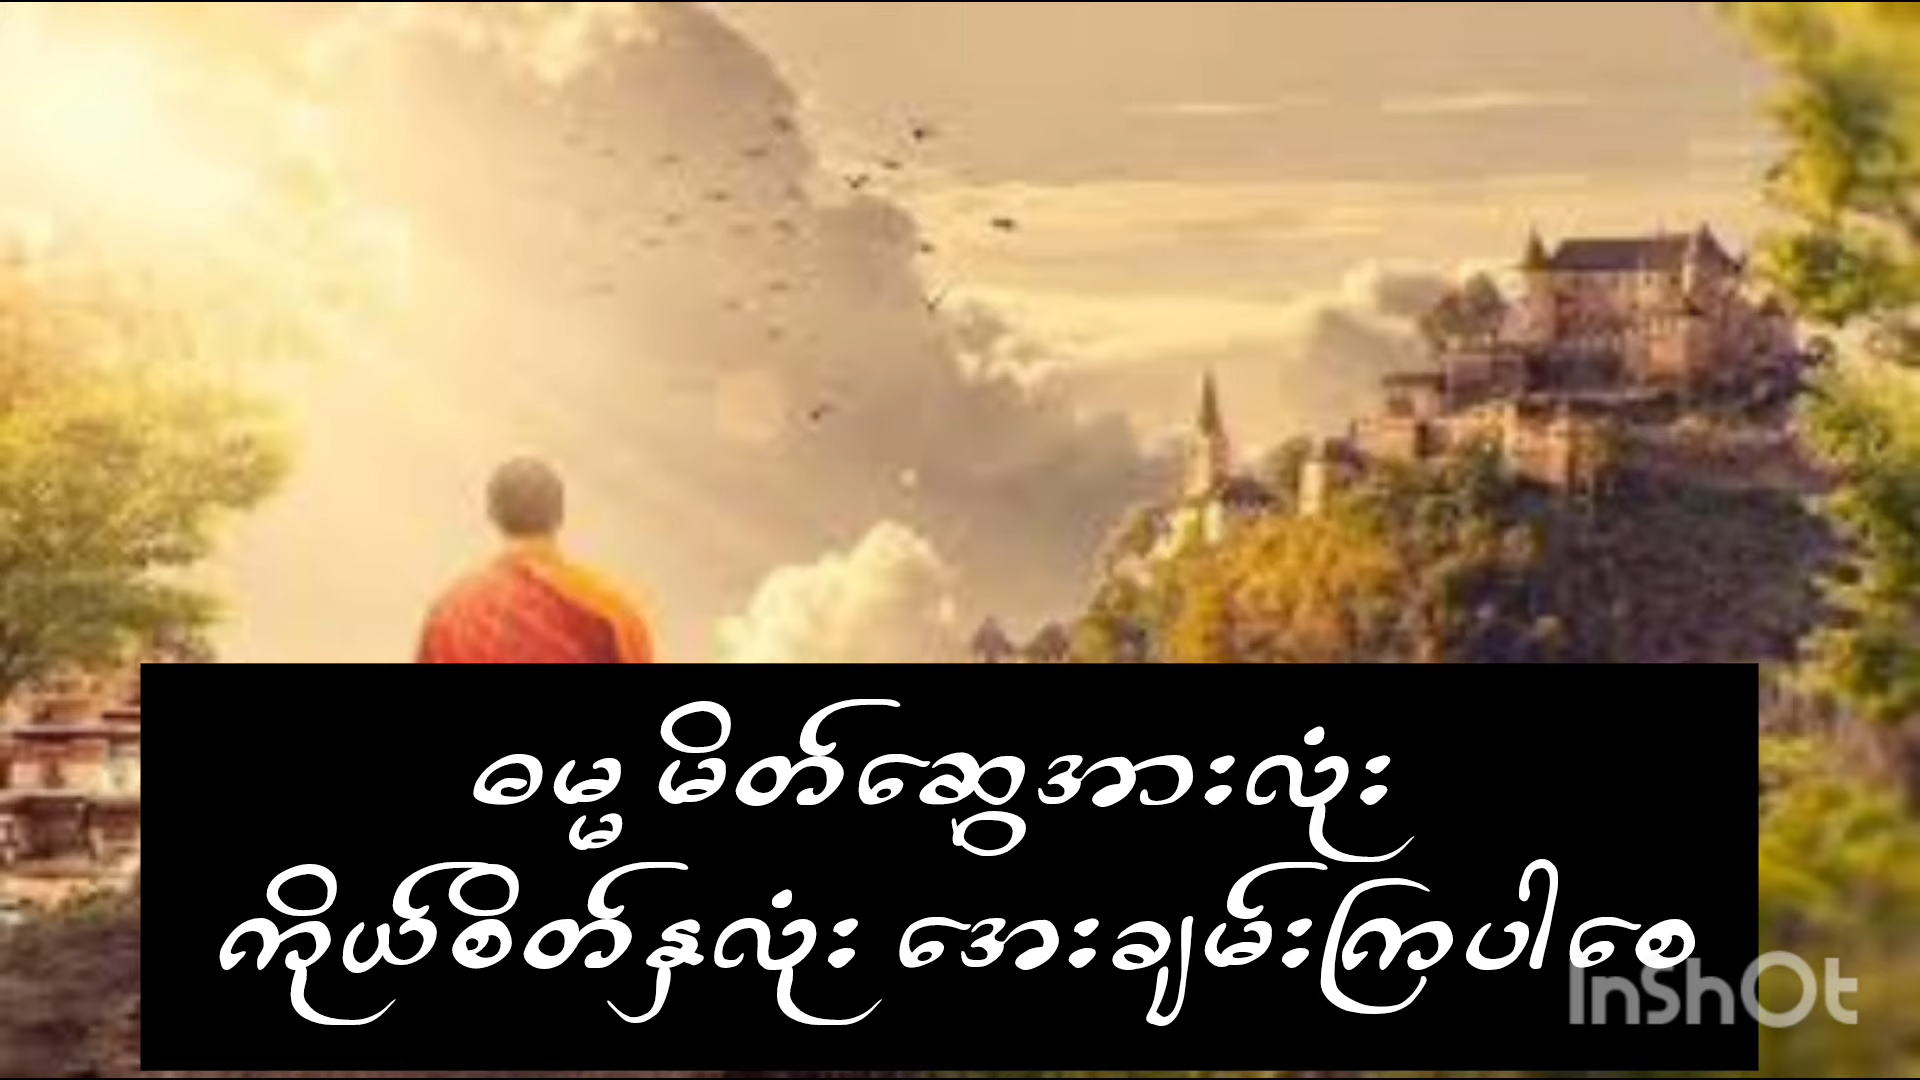 ဓမ္မ မိတ်ဆွေအားလုံး
ကိုယ်စိတ်နှလုံး အေးချမ်းကြပါစေ
InShOt